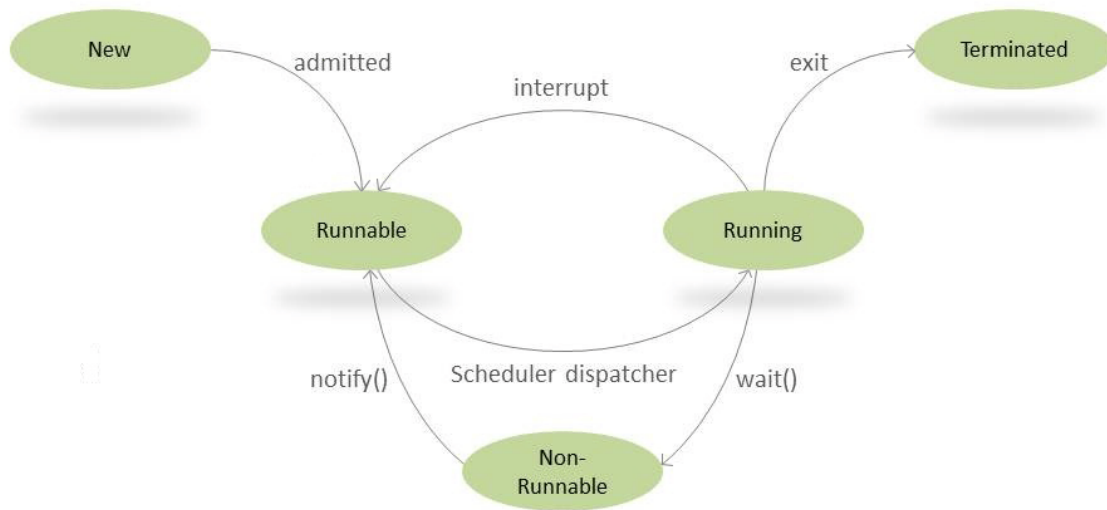 New
admitted
exit
Terminated
interrupt
Runnable
Running
notify()
Scheduler dispatcher
wait()
Non-
Runnable